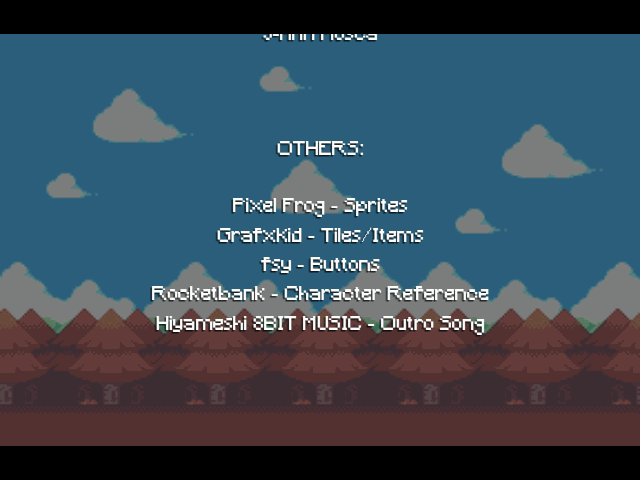 OTHERS:
Pixel Frog - Sprites
GrafxKid - Tiles/Items
fsy - Buttons
Rocketbank - Character Reference
Hiyameshi 8BIT MUSIC - Outro Song